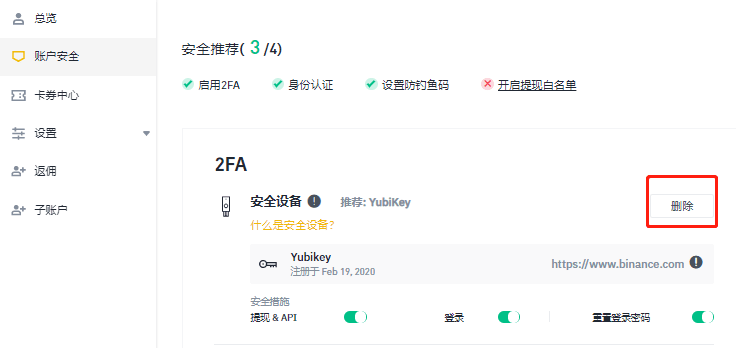 总览
账户安全
卡券中心
设置
返佣
子账户
安全推荐( 3 /4)
启用2FA 身份认证 设置防钓鱼码 开启提现白名单
2FA
安全设备 推荐: YubiKey 删除
什么是安全设备?
Yubikey https://www.binance.com
注册于 Feb 19, 2020
安全措施
提现 & API 登录 重置登录密码